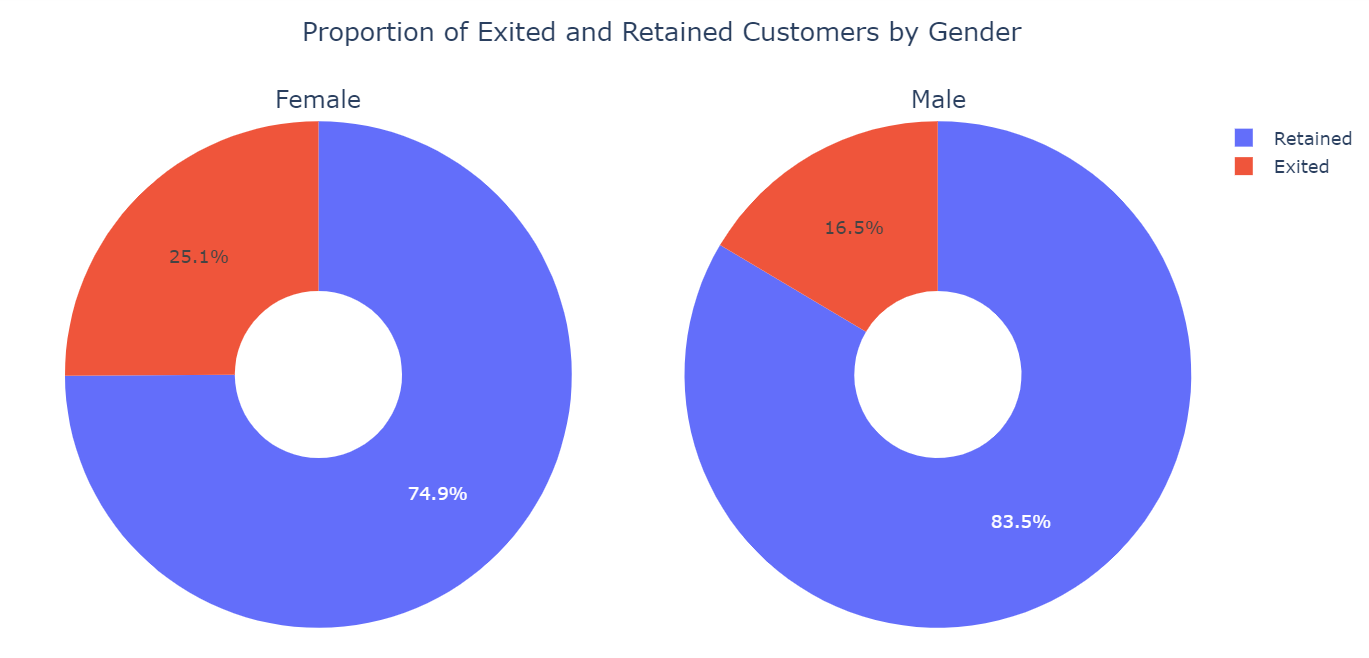 Proportion of Exited and Retained Customers by Gender
Female
Male
Retained
Exited
25.1%
74.9%
16.5%
83.5%